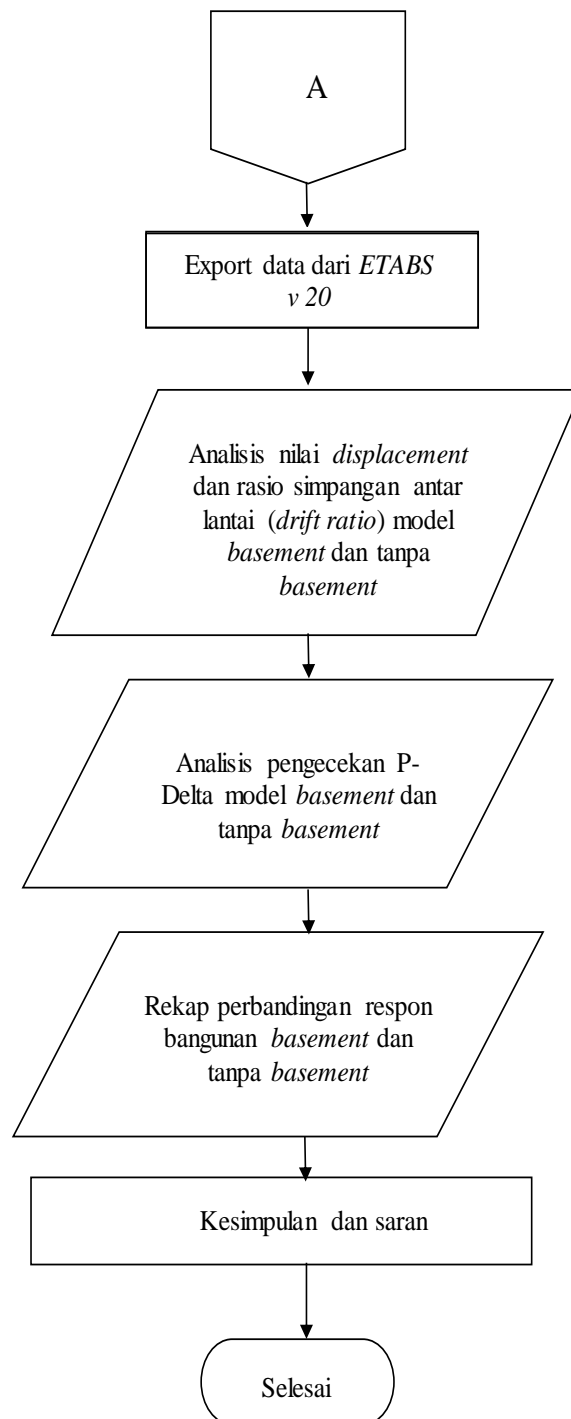 A
Export data dari ETABS
v 20
Analisis nilai displacement
dan rasio simpangan antar
lantai (drift ratio) model
basement dan tanpa
basement
Analisis pengecekan P-
Delta model basement dan
tanpa basement
Rekap perbandingan respon
bangunan basement dan
tanpa basement
Kesimpulan dan saran
Selesai